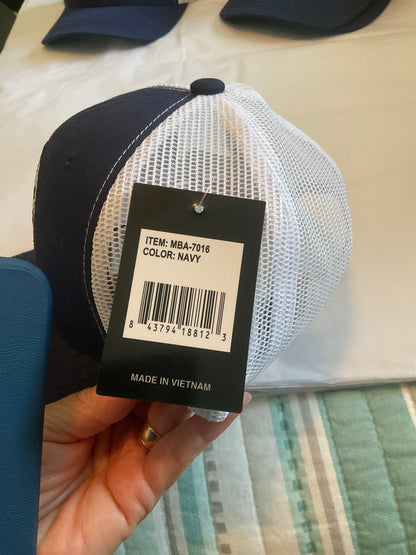 ITEM: MBA-7016
COLOR: NAVY
8 43794 18812 3
MADE IN VIETNAM